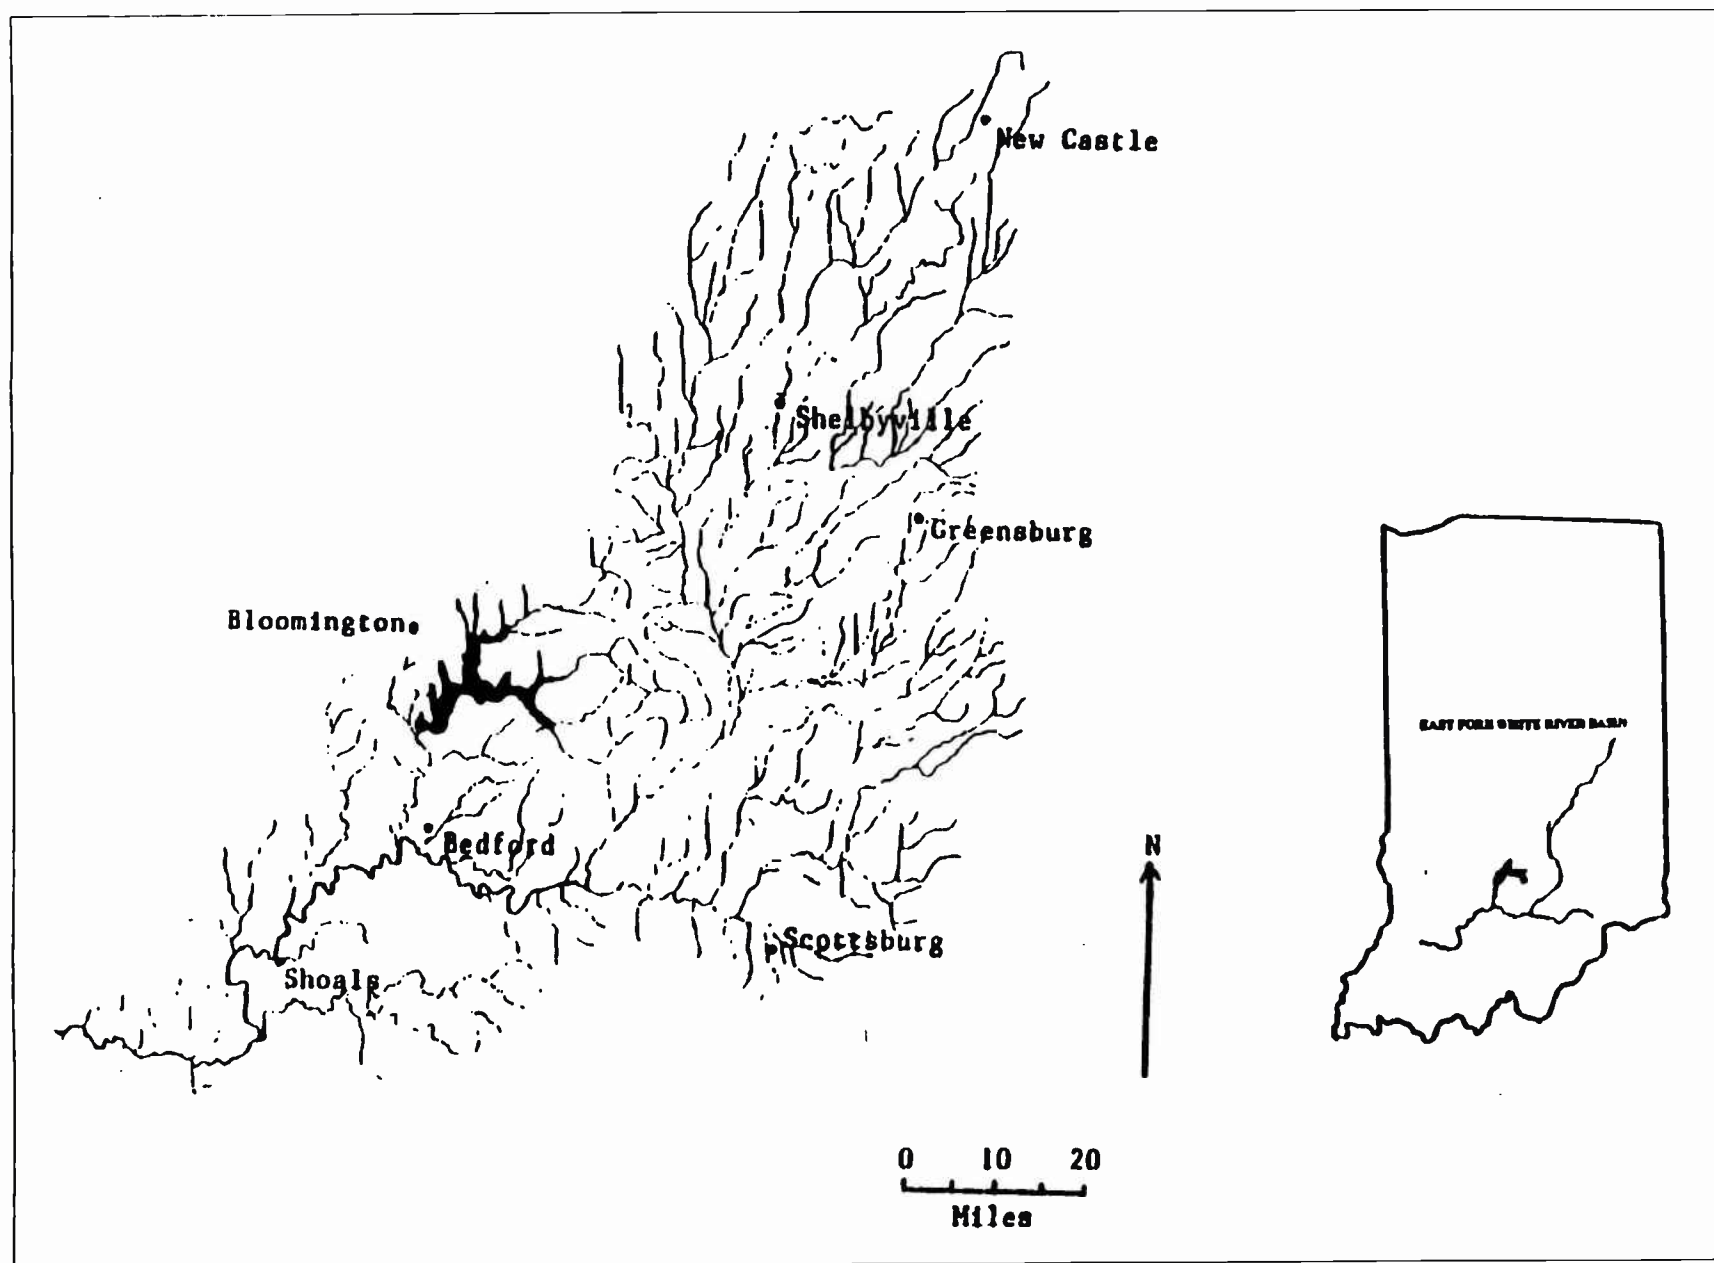 New Castle
Shelbyville
Greensburg
Bloomington
EAST FORK WHITE RIVER BASIN
Bedford
N
Scottsburg
Shoals
0 10 20
Miles